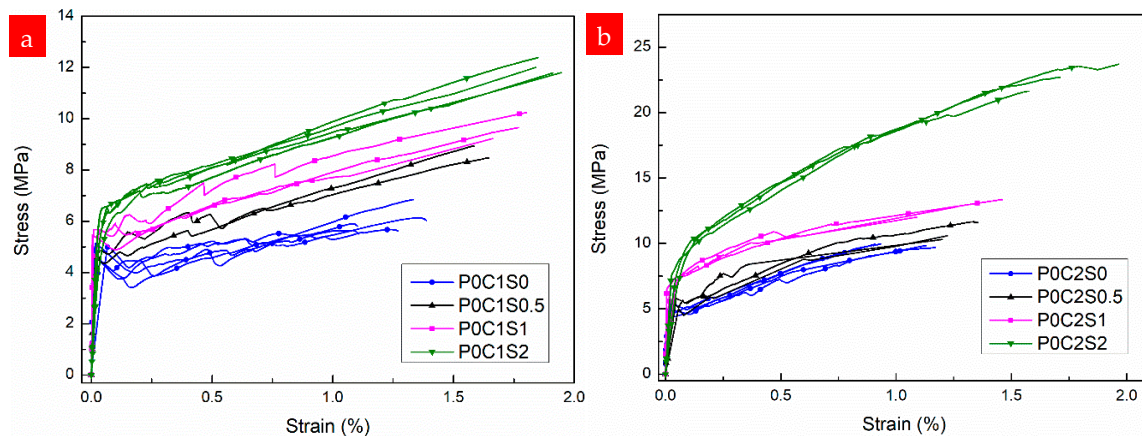 a
14
12
10
8
6
4
2
0
Stress (MPa)
0.0
0.5
1.0
1.5
2.0
Strain (%)
P0C1S0
P0C1S0.5
P0C1S1
P0C1S2
b
25
20
15
10
5
0
Stress (MPa)
0.0
0.5
1.0
1.5
2.0
Strain (%)
P0C2S0
P0C2S0.5
P0C2S1
P0C2S2